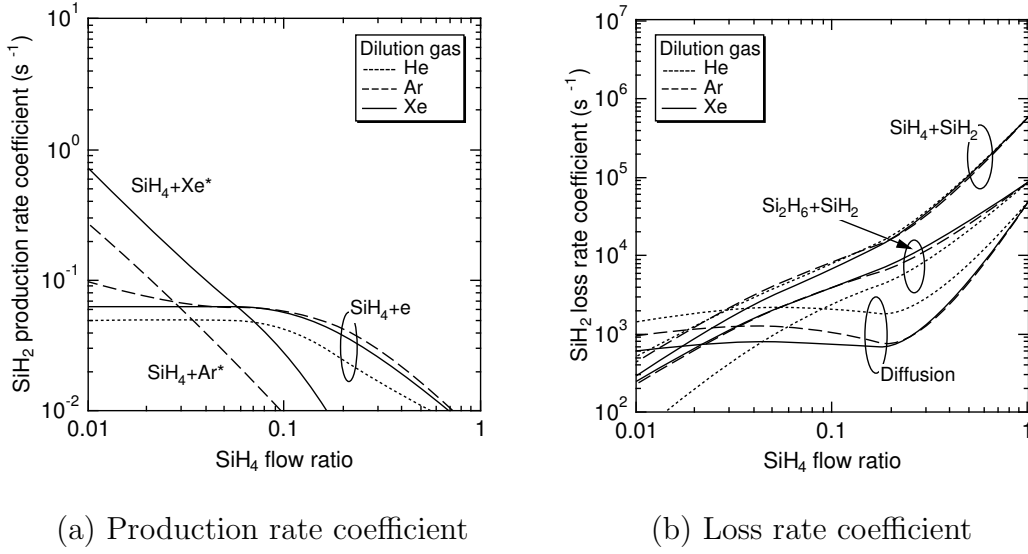 10^1
10^0
10^-1
10^-2
SiH2 production rate coefficient (s^-1)
Dilution gas
He
Ar
Xe
SiH4+Xe*
SiH4+e
SiH4+Ar*
0.01 0.1 1
SiH4 flow ratio
(a) Production rate coefficient
10^7
10^6
10^5
10^4
10^3
10^2
SiH2 loss rate coefficient (s^-1)
Dilution gas
He
Ar
Xe
SiH4+SiH2
Si2H6+SiH2
Diffusion
0.01 0.1 1
SiH4 flow ratio
(b) Loss rate coefficient